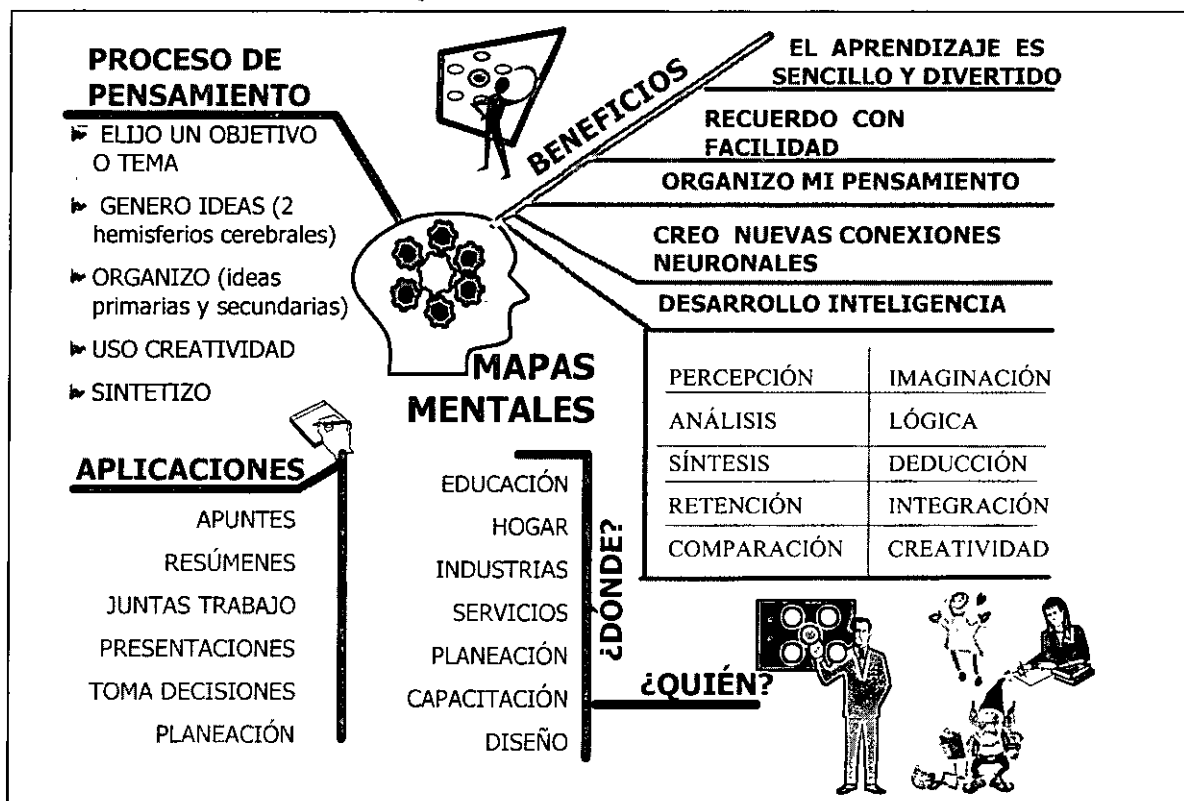 PROCESO DE
PENSAMIENTO
ELIJO UN OBJETIVO
O TEMA
GENERO IDEAS (2
hemisferios cerebrales)
ORGANIZO (ideas
primarias y secundarias)
USO CREATIVIDAD
SINTETIZO
BENEFICIOS
EL APRENDIZAJE ES
SENCILLO Y DIVERTIDO
RECUERDO CON
FACILIDAD
ORGANIZO MI PENSAMIENTO
CREO NUEVAS CONEXIONES
NEURONALES
DESARROLLO INTELIGENCIA
PERCEPCIÓN IMAGINACIÓN
ANÁLISIS LÓGICA
SÍNTESIS DEDUCCIÓN
RETENCIÓN INTEGRACIÓN
COMPARACIÓN CREATIVIDAD
MAPAS
MENTALES
APLICACIONES
APUNTES
RESÚMENES
JUNTAS TRABAJO
PRESENTACIONES
TOMA DECISIONES
PLANEACIÓN
¿DÓNDE?
EDUCACIÓN
HOGAR
INDUSTRIAS
SERVICIOS
PLANEACIÓN
CAPACITACIÓN
DISEÑO
¿QUIÉN?